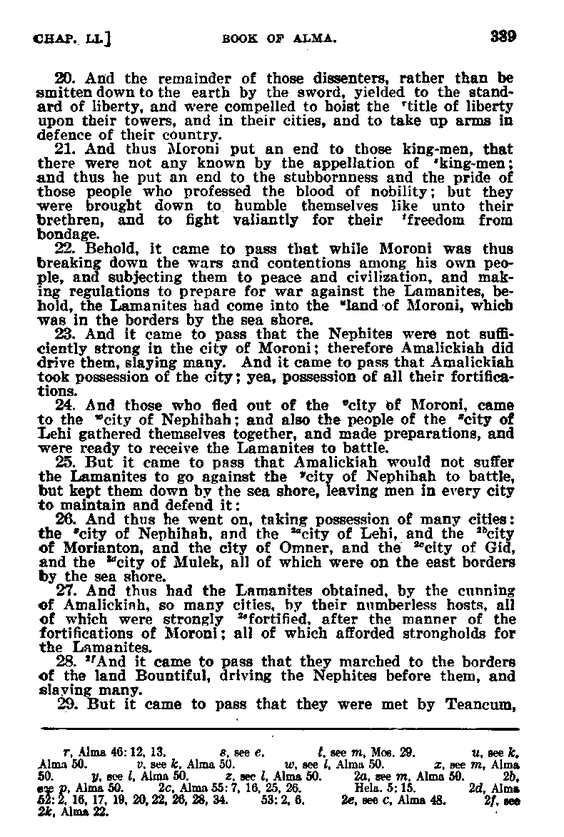 CHAP. LI.] BOOK OF ALMA. 389
20. And the remainder of those dissenters, rather than be
smitten down to the earth by the sword, yielded to the stand-
ard of liberty, and were compelled to hoist the ʳtitle of liberty
upon their towers, and in their cities, and to take up arms in
defence of their country.
21. And thus Moroni put an end to those king-men, that
there were not any known by the appellation of ˢking-men;
and thus he put an end to the stubbornness and the pride of
those people who professed the blood of nobility; but they
were brought down to humble themselves like unto their
brethren, and to fight valiantly for their ᵗfreedom from
bondage.
22. Behold, it came to pass that while Moroni was thus
breaking down the wars and contentions among his own peo-
ple, and subjecting them to peace and civilization, and mak-
ing regulations to prepare for war against the Lamanites, be-
hold, the Lamanites had come into the ᵘland of Moroni, which
was in the borders by the sea shore.
23. And it came to pass that the Nephites were not suffi-
ciently strong in the city of Moroni; therefore Amalickiah did
drive them, slaying many. And it came to pass that Amalickiah
took possession of the city; yea, possession of all their fortifica-
tions.
24. And those who fled out of the ᵛcity of Moroni, came
to the ʷcity of Nephihah; and also the people of the ˣcity of
Lehi gathered themselves together, and made preparations, and
were ready to receive the Lamanites to battle.
25. But it came to pass that Amalickiah would not suffer
the Lamanites to go against the ʸcity of Nephihah to battle,
but kept them down by the sea shore, leaving men in every city
to maintain and defend it:
26. And thus he went on, taking possession of many cities:
the ᶻcity of Nephihah, and the ²ᵃcity of Lehi, and the ²ᵇcity
of Morianton, and the city of Omner, and the ²ᶜcity of Gid,
and the ²ᵈcity of Mulek, all of which were on the east borders
by the sea shore.
27. And thus had the Lamanites obtained, by the cunning
of Amalickiah, so many cities, by their numberless hosts, all
of which were strongly ²ᵉfortified, after the manner of the
fortifications of Moroni; all of which afforded strongholds for
the Lamanites.
28. ²ᶠAnd it came to pass that they marched to the borders
of the land Bountiful, driving the Nephites before them, and
slaying many.
29. But it came to pass that they were met by Teancum,
r, Alma 46: 12, 13. s, see e. t, see m, Mos. 29. u, see k,
Alma 50. v, see k, Alma 50. w, see l, Alma 50. x, see m, Alma
50. y, see l, Alma 50. z, see l, Alma 50. 2a, see m, Alma 50. 2b,
see p, Alma 50. 2c, Alma 55: 7, 16, 25, 26. Hela. 5: 15. 2d, Alma
52: 2, 16, 17, 19, 20, 22, 26, 28, 34. 53: 2, 6. 2e, see c, Alma 48. 2f, see
2k, Alma 22.